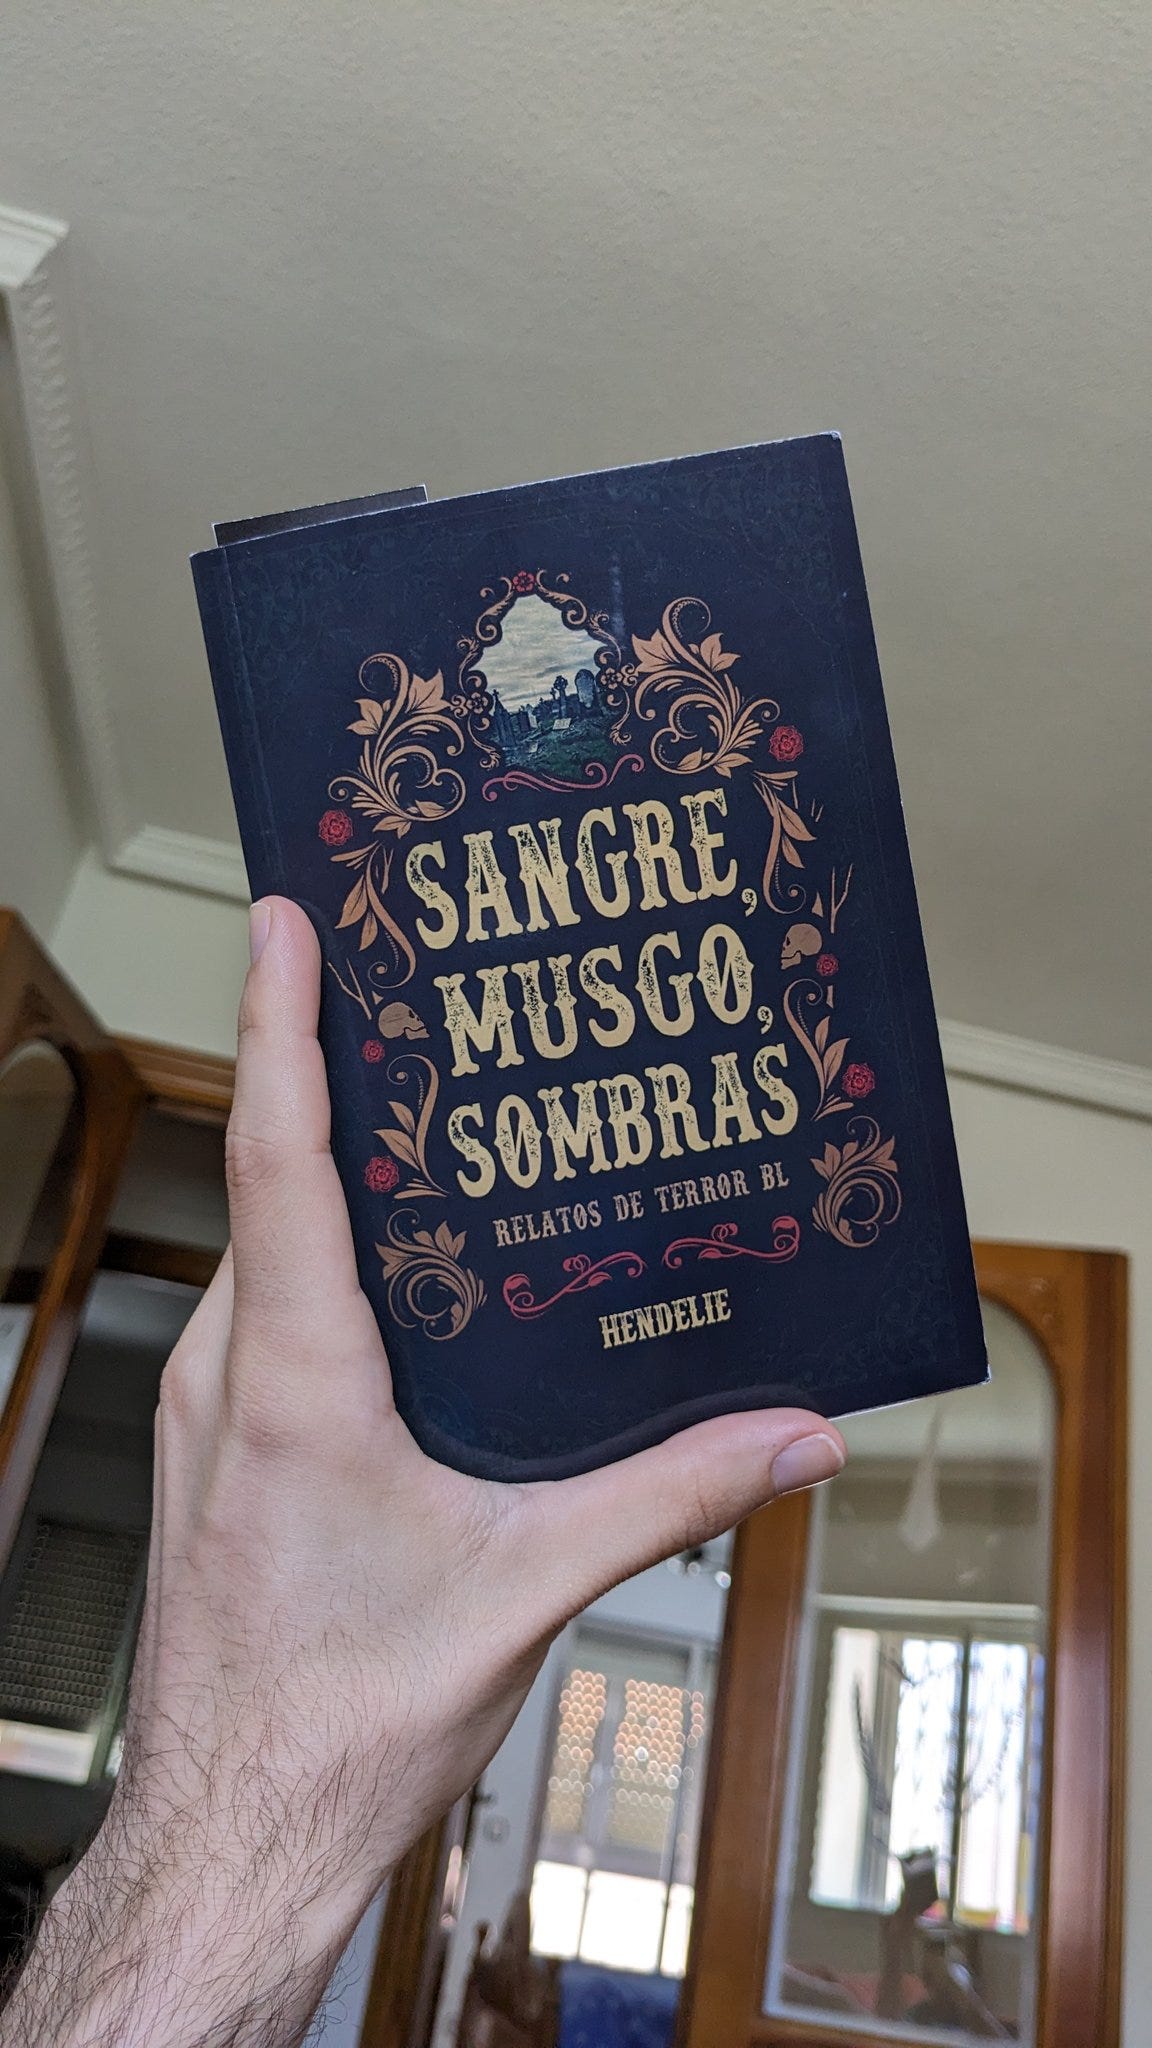 SANGRE,
MUSGO,
SOMBRAS
RELATOS DE TERROR BL
HENDELIE